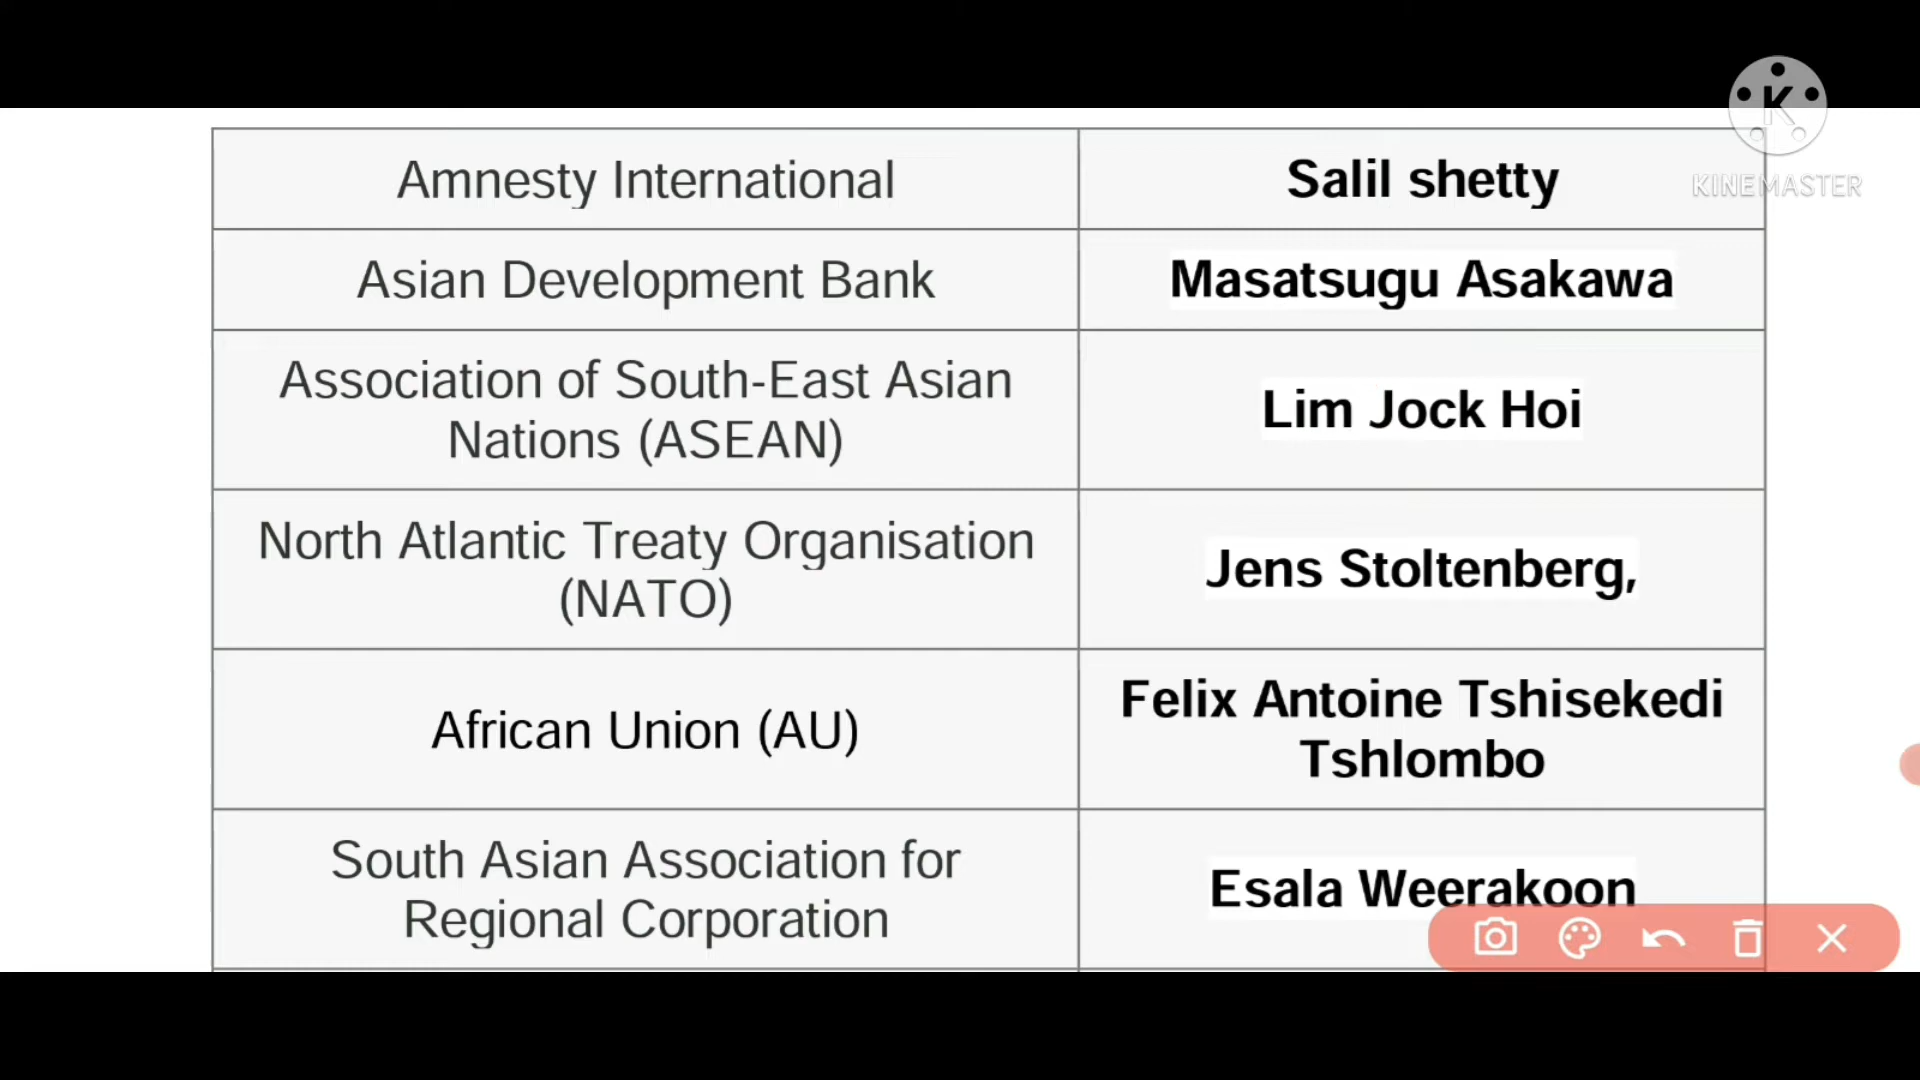 K
KINEMASTER
Amnesty International
Salil shetty
Asian Development Bank
Masatsugu Asakawa
Association of South-East Asian
Nations (ASEAN)
Lim Jock Hoi
North Atlantic Treaty Organisation
(NATO)
Jens Stoltenberg,
African Union (AU)
Felix Antoine Tshisekedi
Tshlombo
South Asian Association for
Regional Corporation
Esala Weerakoon